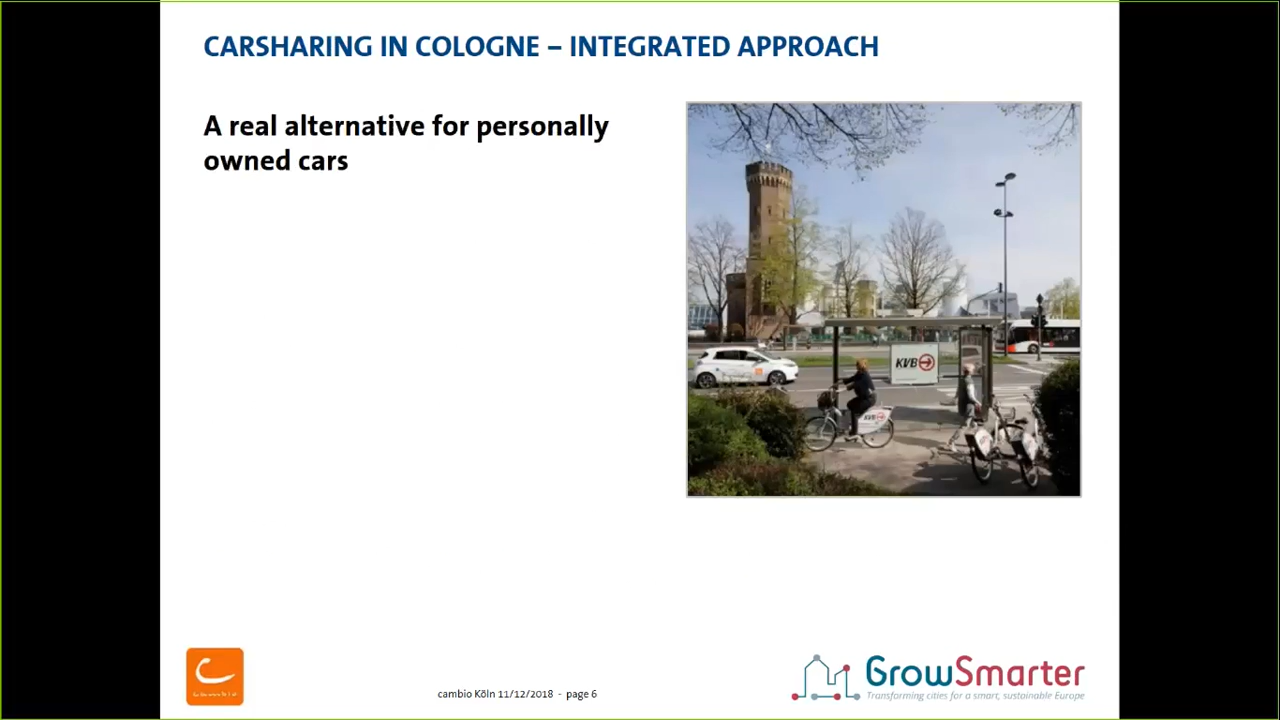 CARSHARING IN COLOGNE – INTEGRATED APPROACH
A real alternative for personally
owned cars
KVB
KVB
cambio Köln 11/12/2018 - page 6
GrowSmarter
Transforming cities for a smart, sustainable Europe